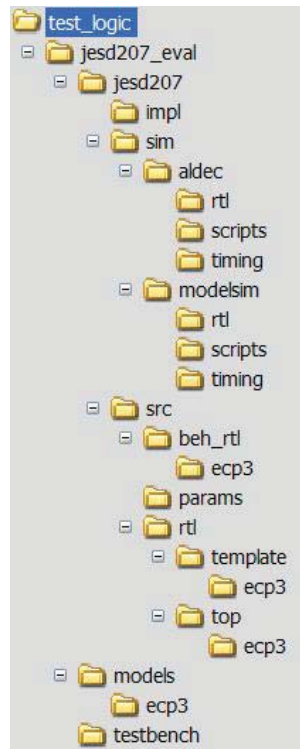 test_logic
jesd207_eval
jesd207
impl
sim
aldec
rtl
scripts
timing
modelsim
rtl
scripts
timing
src
beh_rtl
ecp3
params
rtl
template
ecp3
top
ecp3
models
ecp3
testbench